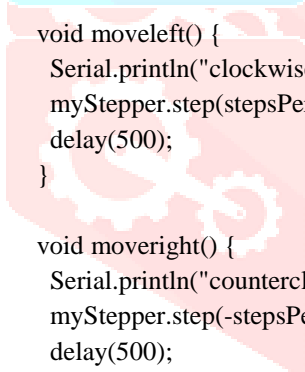 void moveleft() {
Serial.println("clockwise
myStepper.step(stepsPe
delay(500);
}
void moveright() {
Serial.println("countercl
myStepper.step(-stepsPe
delay(500);